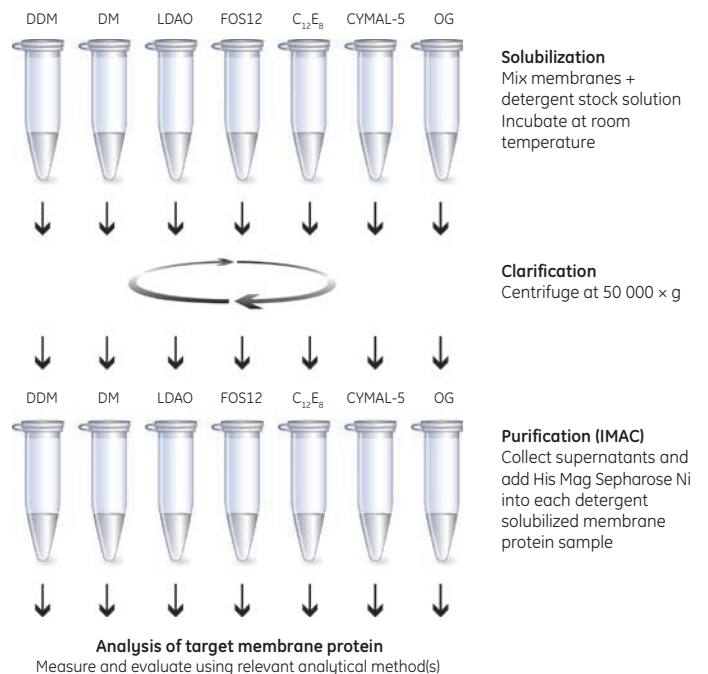 DDM DM LDAO FOS12 C₁₂E₈ CYMAL-5 OG
Solubilization
Mix membranes +
detergent stock solution
Incubate at room
temperature
Clarification
Centrifuge at 50 000 × g
DDM DM LDAO FOS12 C₁₂E₈ CYMAL-5 OG
Purification (IMAC)
Collect supernatants and
add His Mag Sepharose Ni
into each detergent
solubilized membrane
protein sample
Analysis of target membrane protein
Measure and evaluate using relevant analytical method(s)